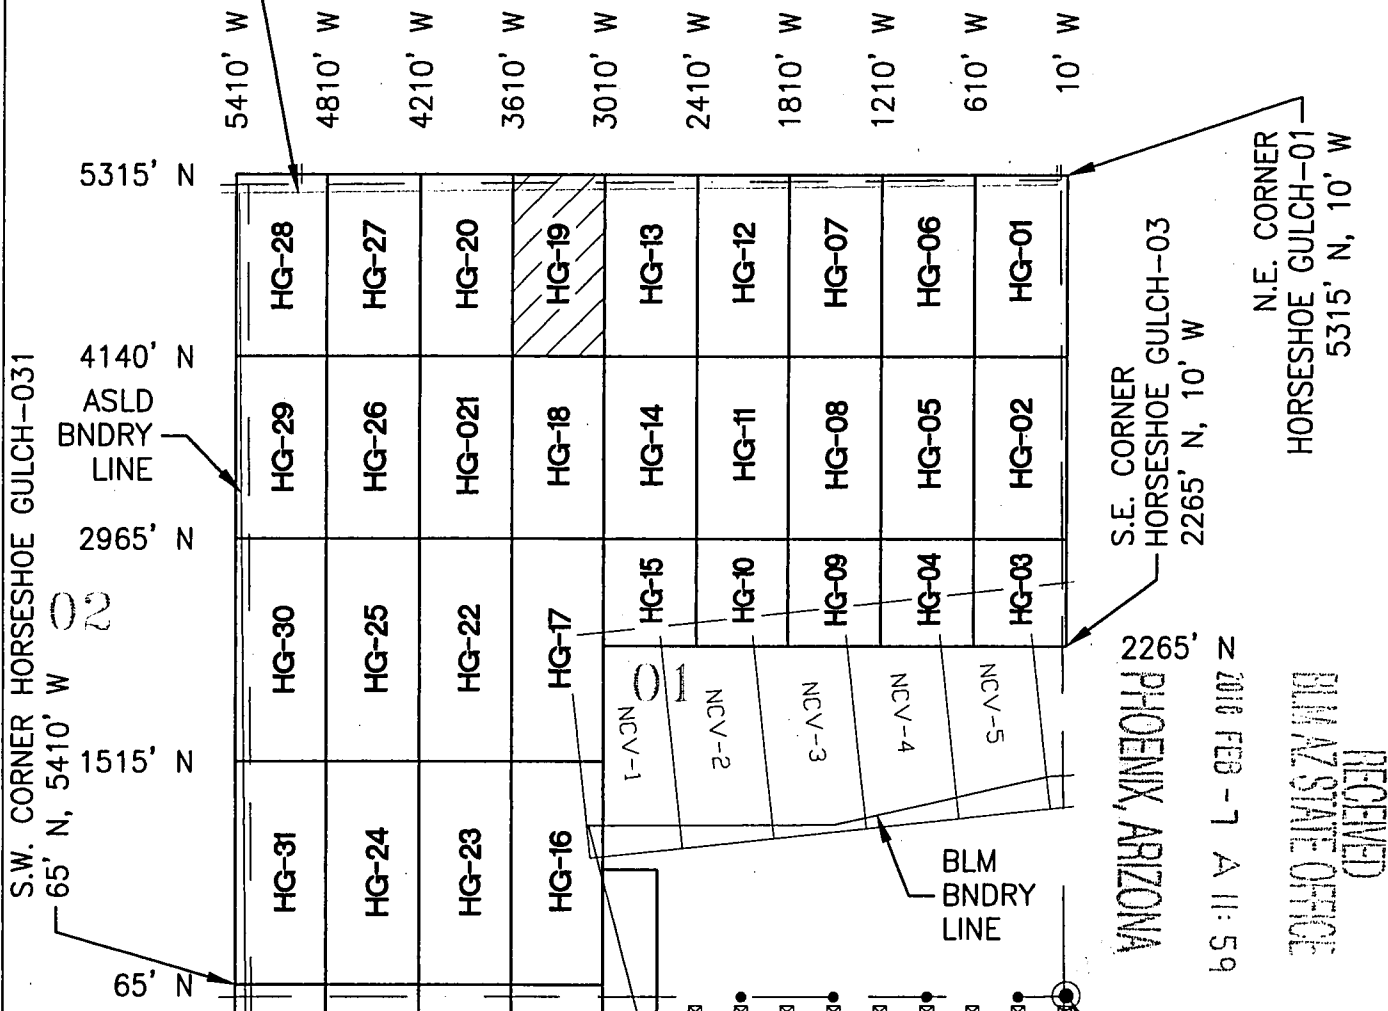 5410' W
4810' W
4210' W
3610' W
3010' W
2410' W
1810' W
1210' W
610' W
10' W
5315' N
4140' N
2965' N
1515' N
65' N
ASLD
BNDRY
LINE
S.W. CORNER HORSESHOE GULCH-031
65' N, 5410' W
02
HG-28
HG-27
HG-20
HG-19
HG-13
HG-12
HG-07
HG-06
HG-01
HG-29
HG-26
HG-021
HG-18
HG-14
HG-11
HG-08
HG-05
HG-02
HG-30
HG-25
HG-22
HG-17
HG-15
HG-10
HG-09
HG-04
HG-03
01
NCV-1
NCV-2
NCV-3
NCV-4
NCV-5
HG-31
HG-24
HG-23
HG-16
BLM
BNDRY
LINE
N.E. CORNER
HORSESHOE GULCH-01
5315' N, 10' W
S.E. CORNER
HORSESHOE GULCH-03
2265' N, 10' W
2265' N
RECEIVED
BLM AZ STATE OFFICE
2018 FEB -7 A 11: 59
PHOENIX, ARIZONA